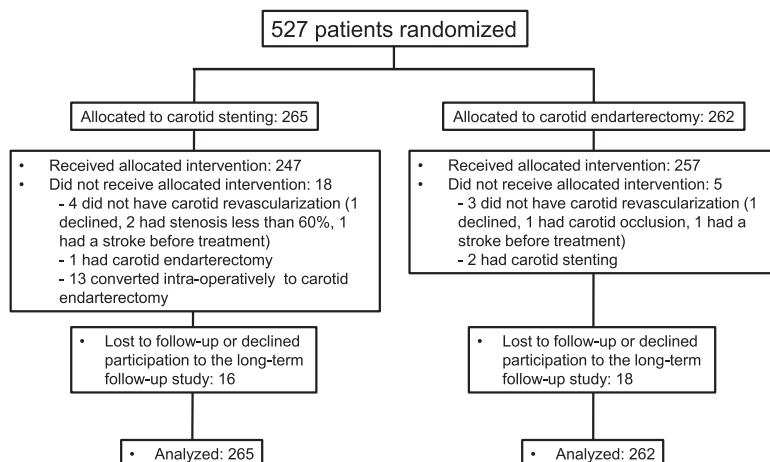 527 patients randomized
Allocated to carotid stenting: 265
Allocated to carotid endarterectomy: 262
• Received allocated intervention: 247
• Did not receive allocated intervention: 18
- 4 did not have carotid revascularization (1
declined, 2 had stenosis less than 60%, 1
had a stroke before treatment)
- 1 had carotid endarterectomy
- 13 converted intra-operatively to carotid
endarterectomy
• Received allocated intervention: 257
• Did not receive allocated intervention: 5
- 3 did not have carotid revascularization (1
declined, 1 had carotid occlusion, 1 had a
stroke before treatment)
- 2 had carotid stenting
• Lost to follow-up or declined
participation to the long-term
follow-up study: 16
• Lost to follow-up or declined
participation to the long-term
follow-up study: 18
• Analyzed: 265
• Analyzed: 262